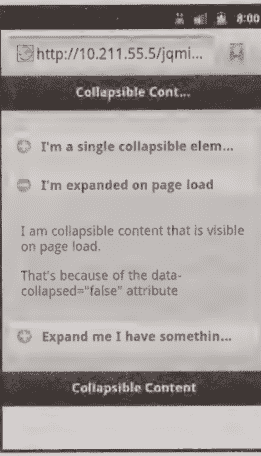 8:00
http://10.211.55.5/jqmi...
Collapsible Cont...
I'm a single collapsible elem...
I'm expanded on page load
I am collapsible content that is visible
on page load.
That's because of the data-
collapsed="false" attribute
Expand me I have somethin...
Collapsible Content